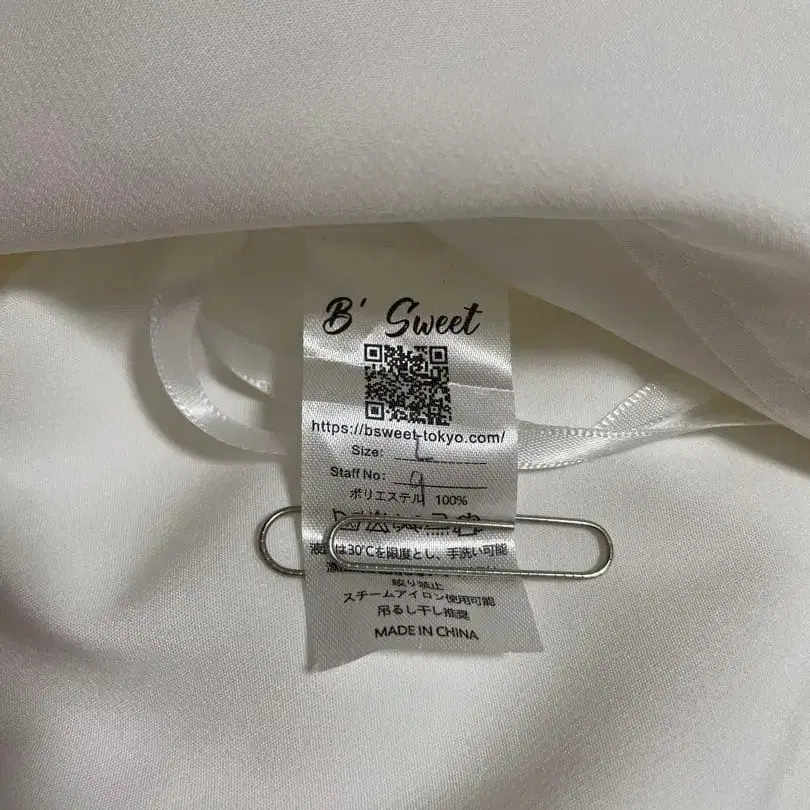 B' Sweet
https://bsweet-tokyo.com/
Size: L
Staff No: 9
ポリエステル 100%
液温は30℃を限度とし、手洗い可能
絞り禁止
スチームアイロン使用可能
吊るし干し推奨
MADE IN CHINA